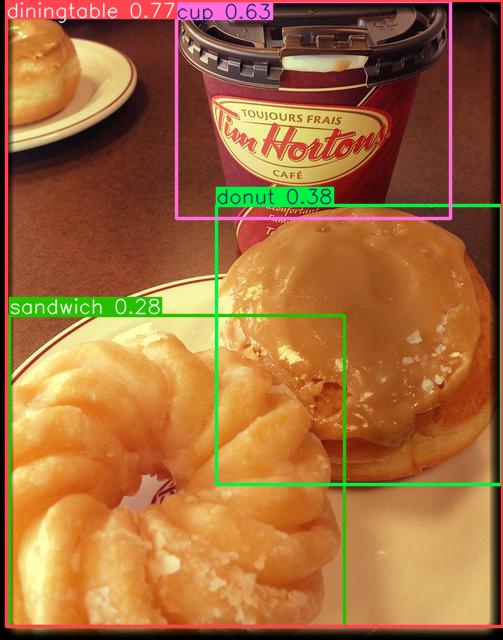 diningtable 0.77
cup 0.63
TOUJOURS FRAIS
Tim Hortons
CAFÉ
donut 0.38
sandwich 0.28